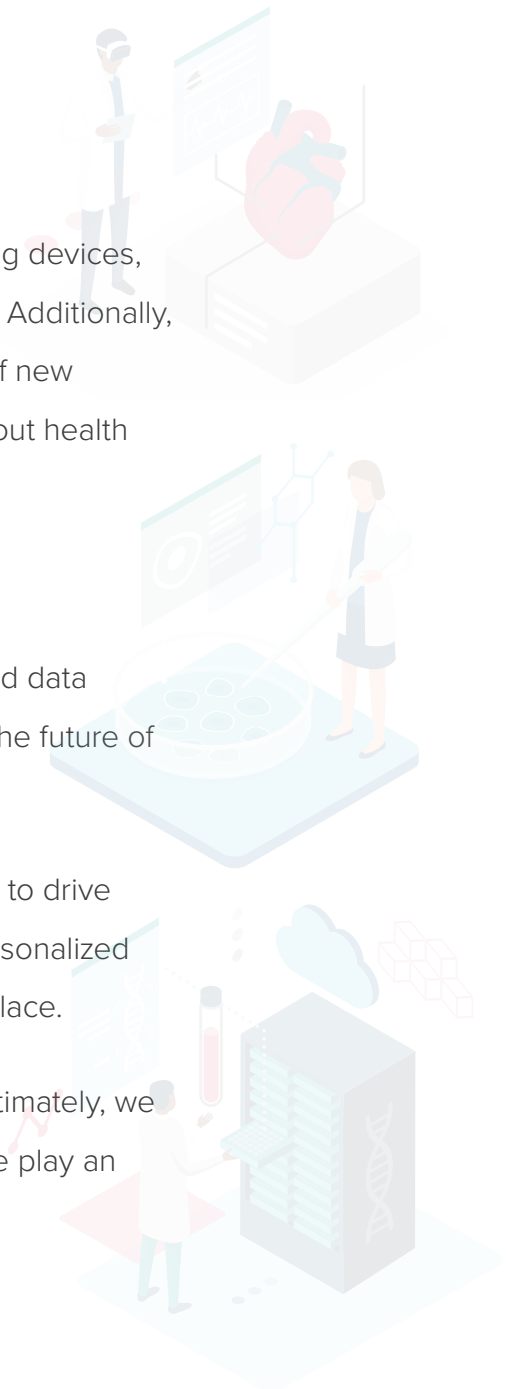 g devices,
Additionally,
f new
out health
d data
he future of
to drive
sonalized
lace.
timately, we
e play an